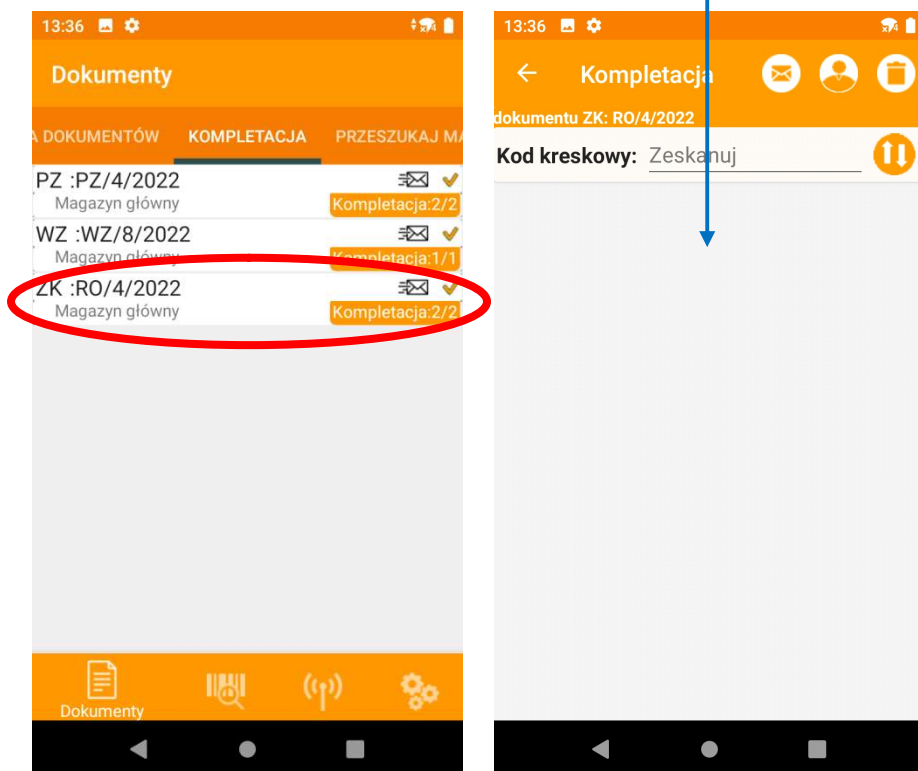 13:36
Dokumenty
A DOKUMENTÓW KOMPLETACJA PRZESZUKAJ MA
PZ :PZ/4/2022
Magazyn główny Kompletacja:2/2
WZ :WZ/8/2022
Magazyn główny Kompletacja:1/1
ZK :RO/4/2022
Magazyn główny Kompletacja:2/2
Dokumenty
13:36
Kompletacja
dokumentu ZK: RO/4/2022
Kod kreskowy: Zeskanuj